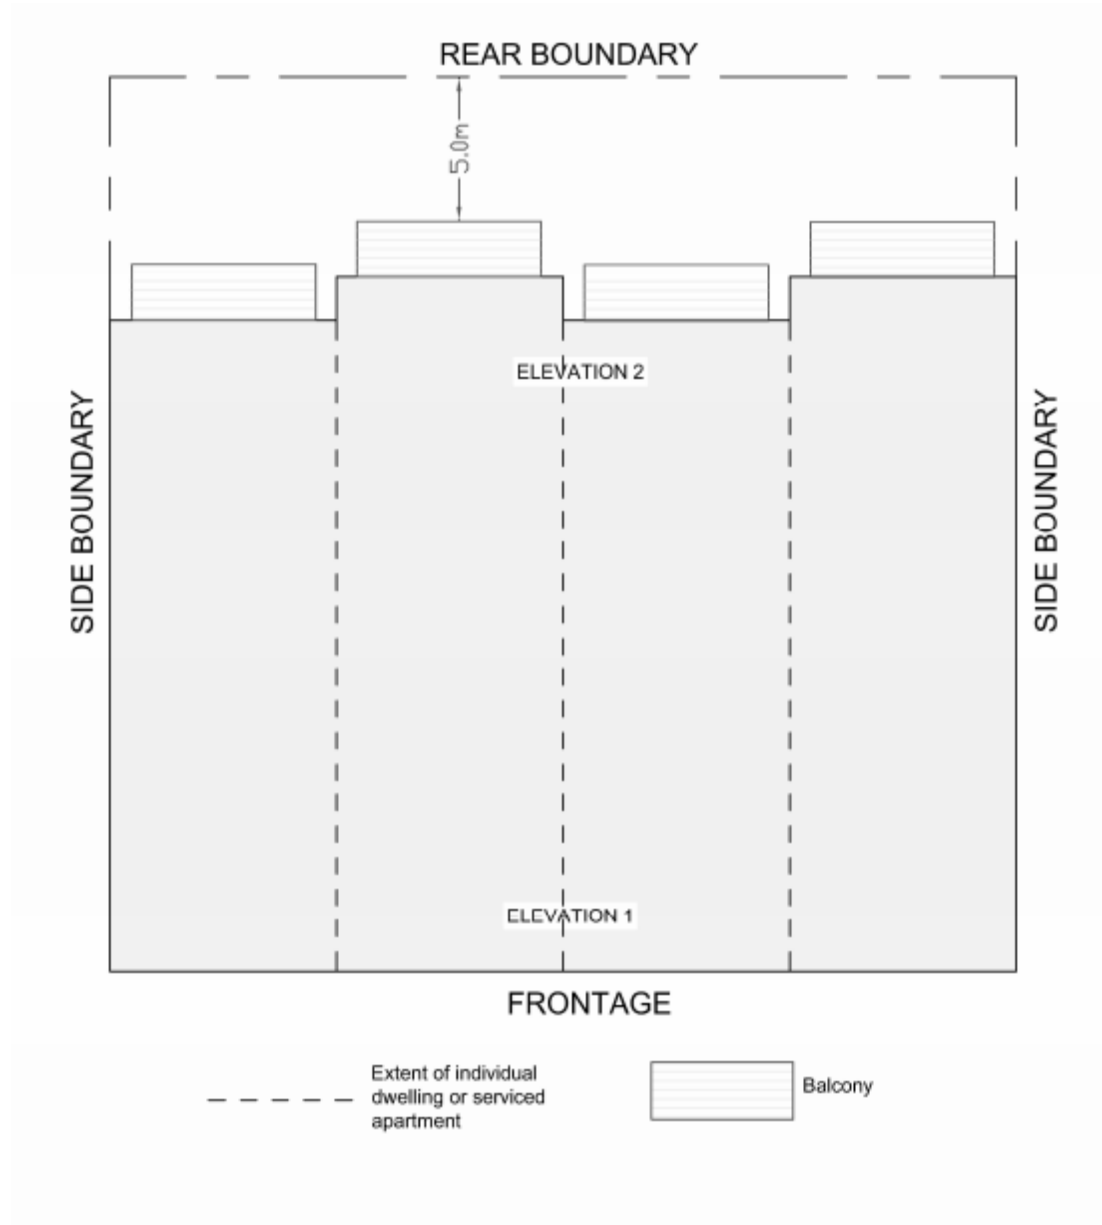 REAR BOUNDARY
5.0m
ELEVATION 2
SIDE BOUNDARY
SIDE BOUNDARY
ELEVATION 1
FRONTAGE
Extent of individual
dwelling or serviced
apartment
Balcony